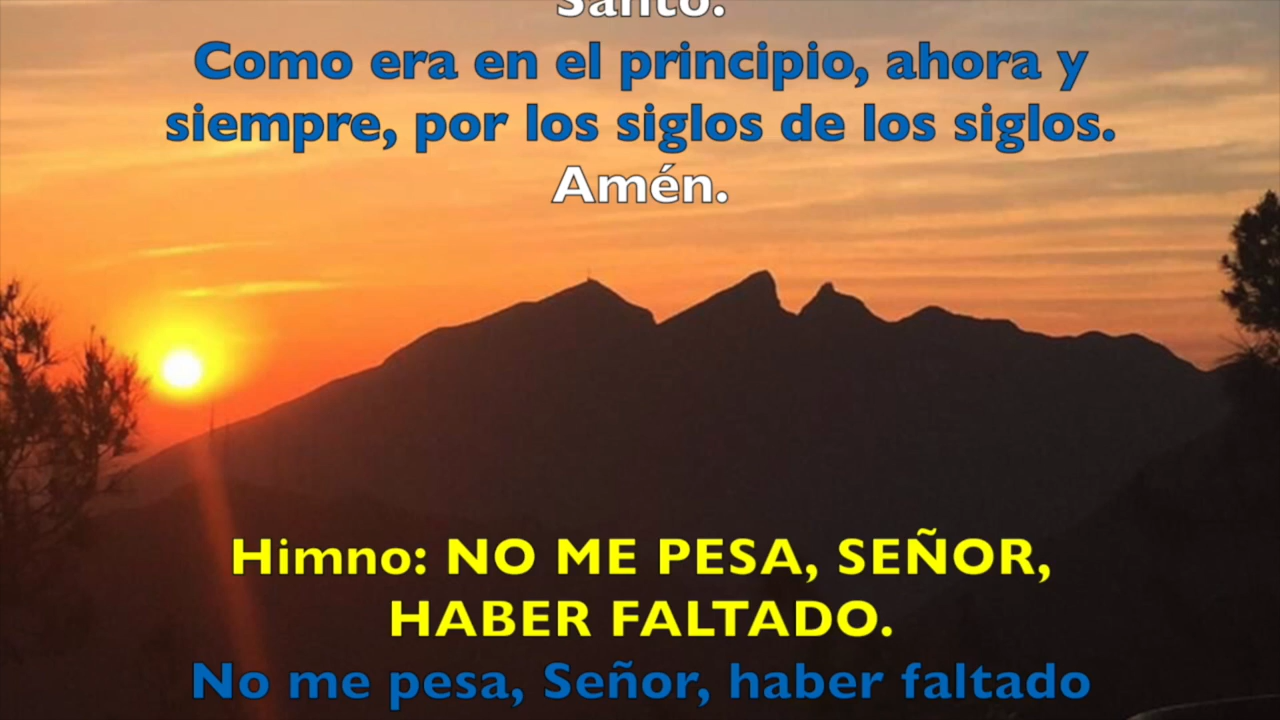 Santo.
Como era en el principio, ahora y
siempre, por los siglos de los siglos.
Amén.
Himno: NO ME PESA, SEÑOR,
HABER FALTADO.
No me pesa, Señor, haber faltado